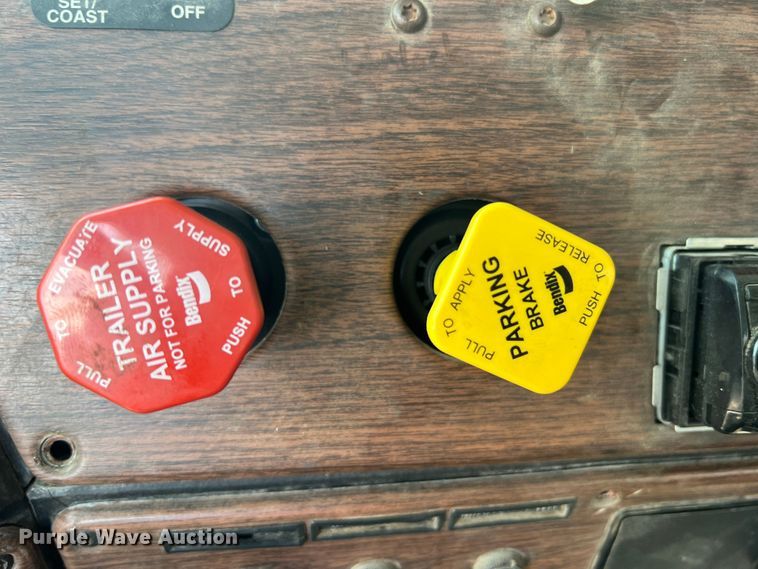 SET/
COAST
OFF
PULL TO EVACUATE
TRAILER
AIR SUPPLY
NOT FOR PARKING
Bendix
PUSH TO SUPPLY
PULL TO APPLY
PARKING
BRAKE
Bendix
PUSH TO RELEASE
Purple Wave Auction